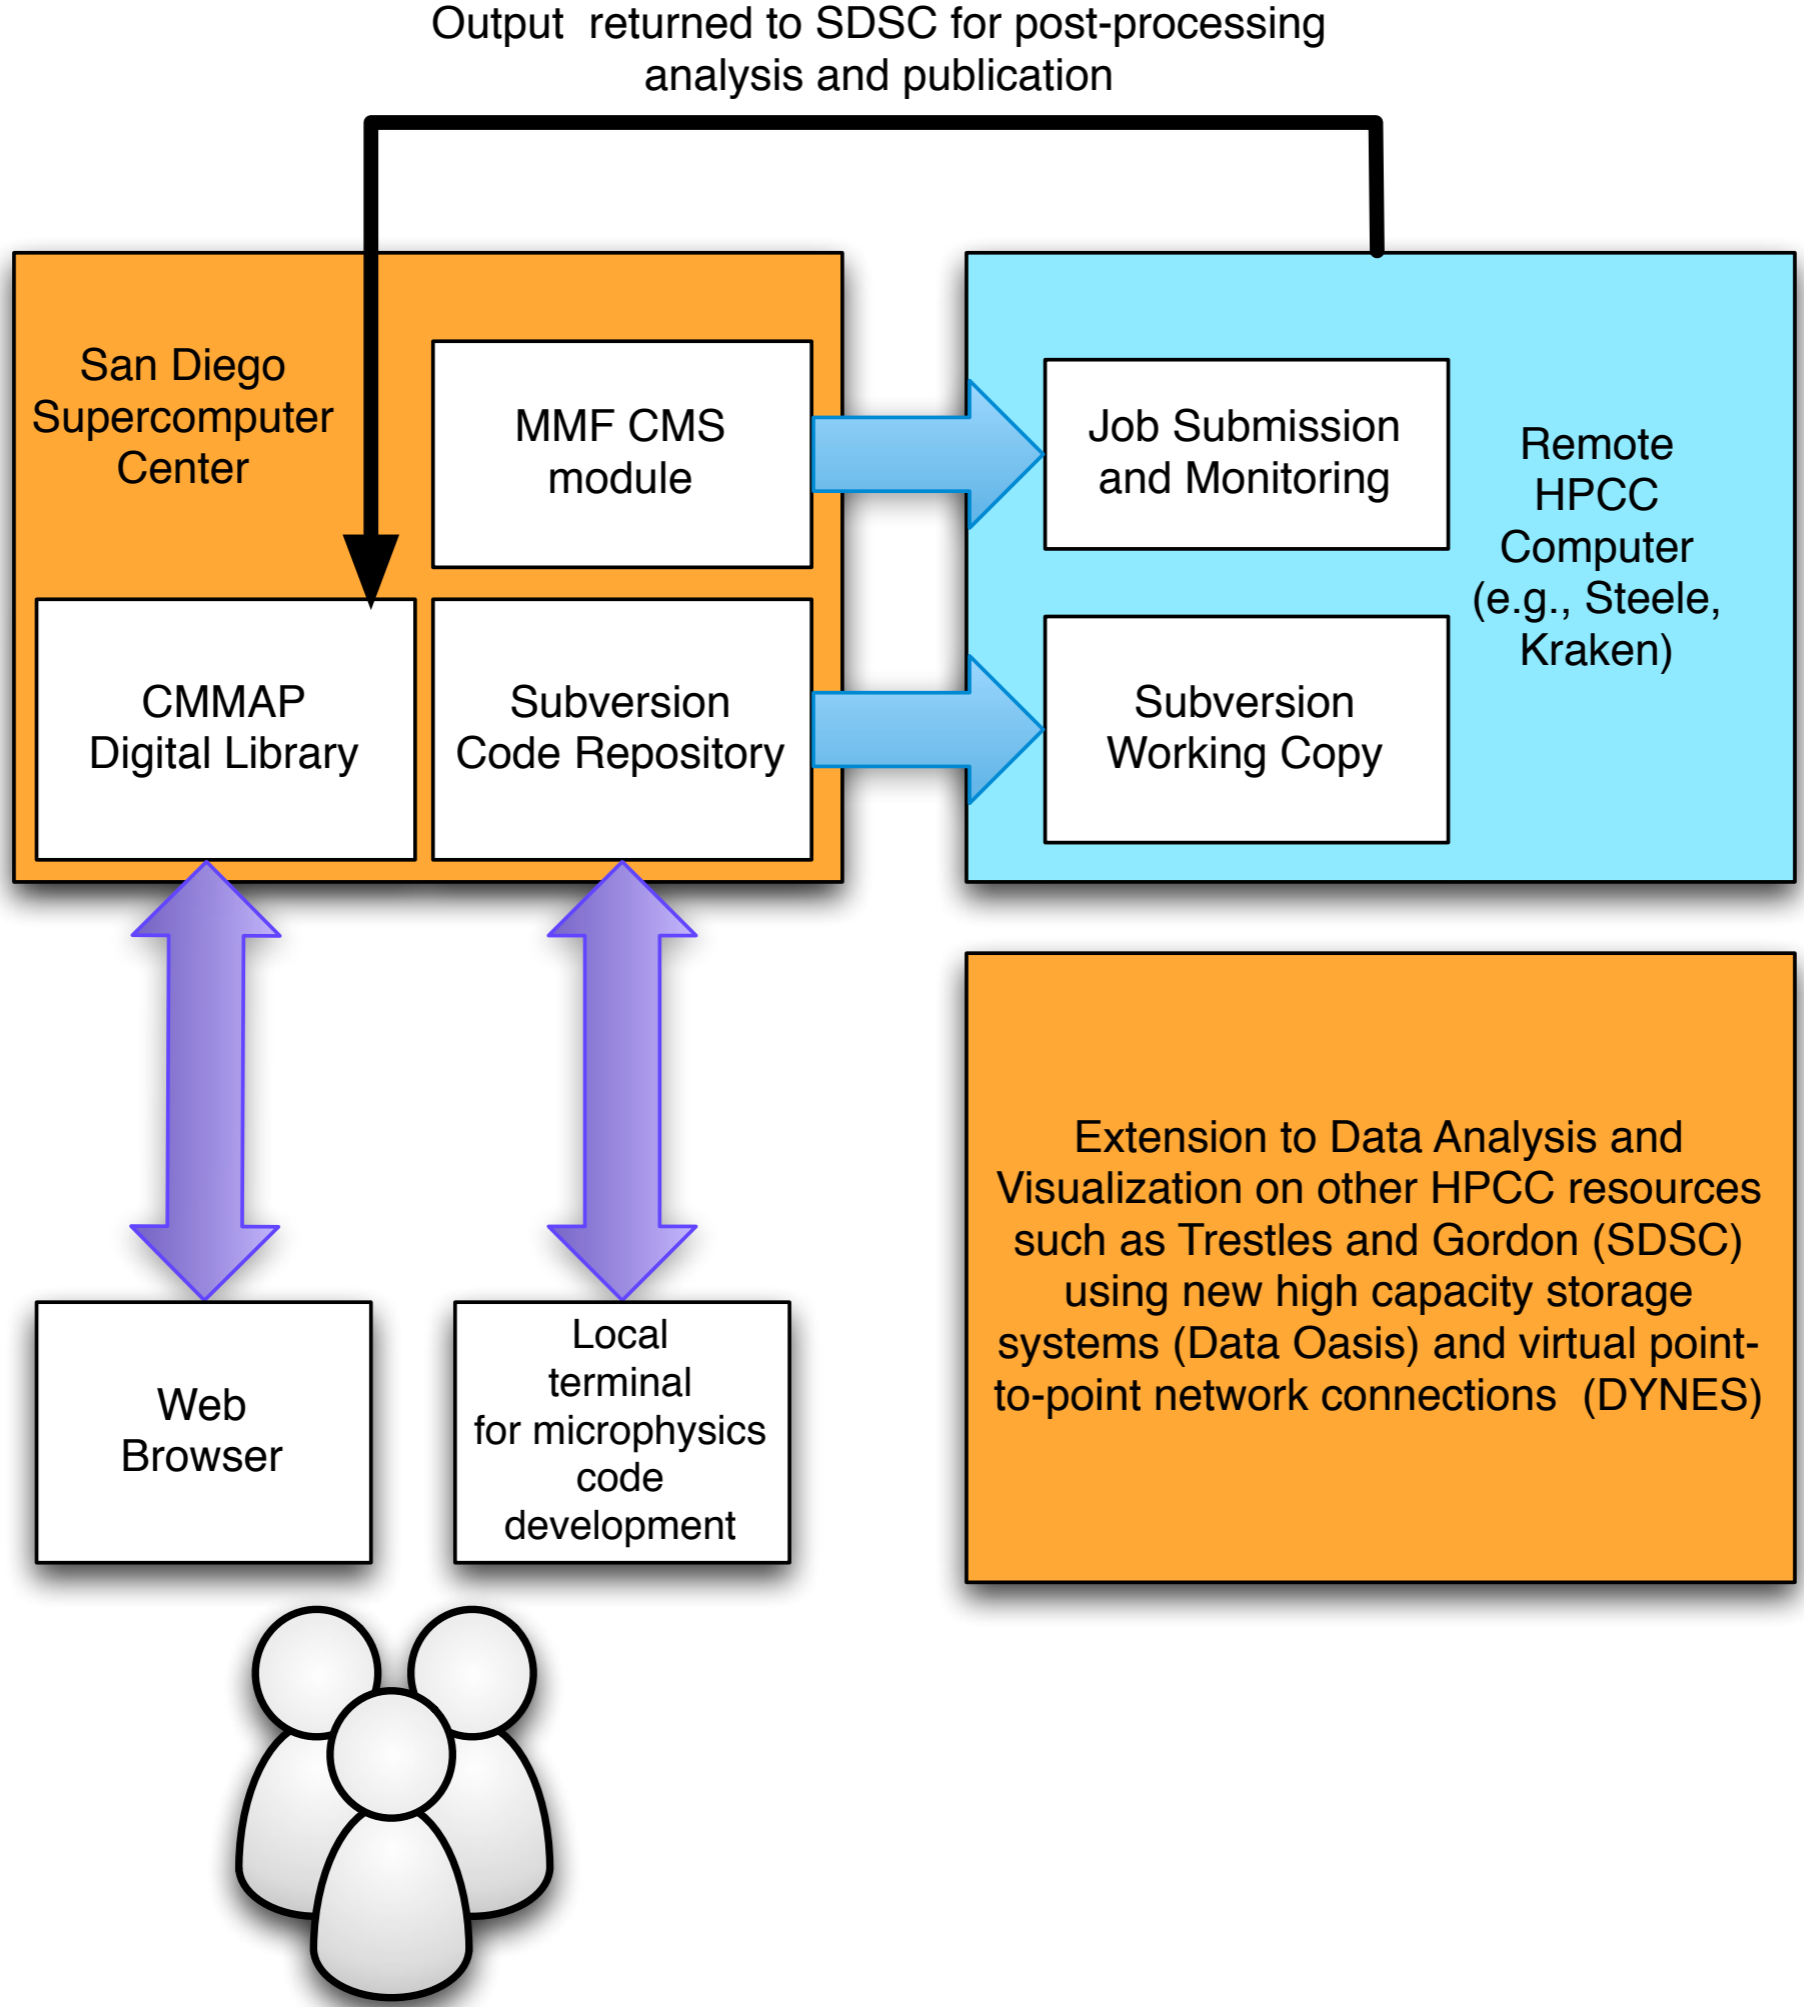 Output  returned to SDSC for post-processing
analysis and publication
San Diego
Supercomputer
Center
MMF CMS
module
Job Submission
and Monitoring
Remote
HPCC
Computer
(e.g., Steele,
Kraken)
CMMAP
Digital Library
Subversion
Code Repository
Subversion
Working Copy
Extension to Data Analysis and
Visualization on other HPCC resources
such as Trestles and Gordon (SDSC)
using new high capacity storage
systems (Data Oasis) and virtual point-
to-point network connections  (DYNES)
Web
Browser
Local
terminal
for microphysics
code
development